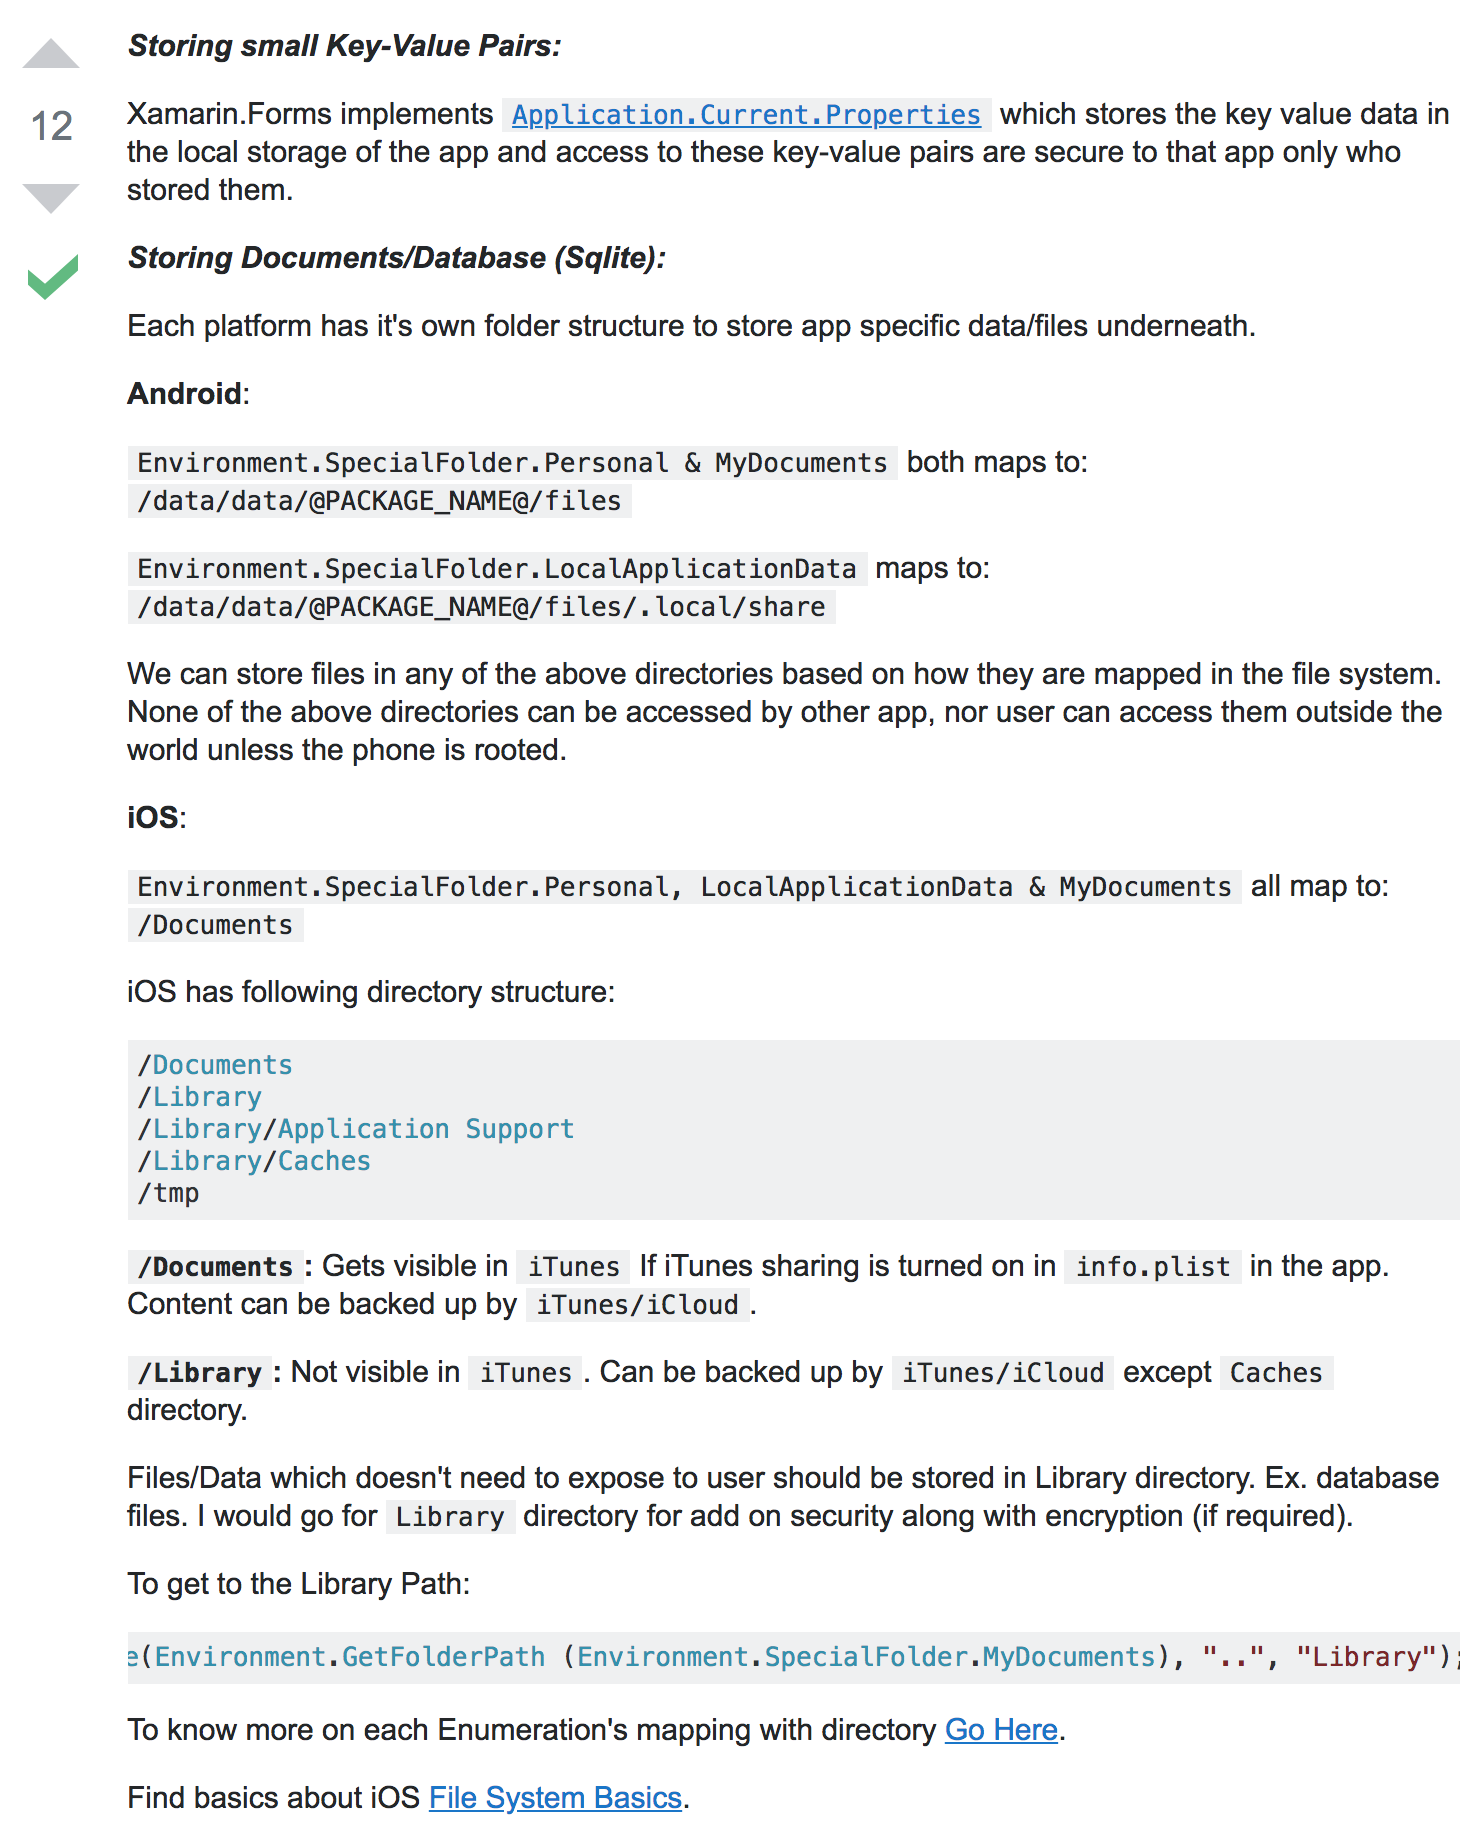 Storing small Key-Value Pairs:
12
Xamarin.Forms implements Application.Current.Properties which stores the key value data in
the local storage of the app and access to these key-value pairs are secure to that app only who
stored them.
Storing Documents/Database (Sqlite):
Each platform has it's own folder structure to store app specific data/files underneath.
Android:
Environment.SpecialFolder.Personal & MyDocuments both maps to:
/data/data/@PACKAGE_NAME@/files
Environment.SpecialFolder.LocalApplicationData maps to:
/data/data/@PACKAGE_NAME@/files/.local/share
We can store files in any of the above directories based on how they are mapped in the file system.
None of the above directories can be accessed by other app, nor user can access them outside the
world unless the phone is rooted.
iOS:
Environment.SpecialFolder.Personal, LocalApplicationData & MyDocuments all map to:
/Documents
iOS has following directory structure:
/Documents
/Library
/Library/Application Support
/Library/Caches
/tmp
/Documents : Gets visible in iTunes If iTunes sharing is turned on in info.plist in the app.
Content can be backed up by iTunes/iCloud .
/Library : Not visible in iTunes . Can be backed up by iTunes/iCloud except Caches
directory.
Files/Data which doesn't need to expose to user should be stored in Library directory. Ex. database
files. I would go for Library directory for add on security along with encryption (if required).
To get to the Library Path:
e(Environment.GetFolderPath (Environment.SpecialFolder.MyDocuments), "..", "Library");
To know more on each Enumeration's mapping with directory Go Here.
Find basics about iOS File System Basics.